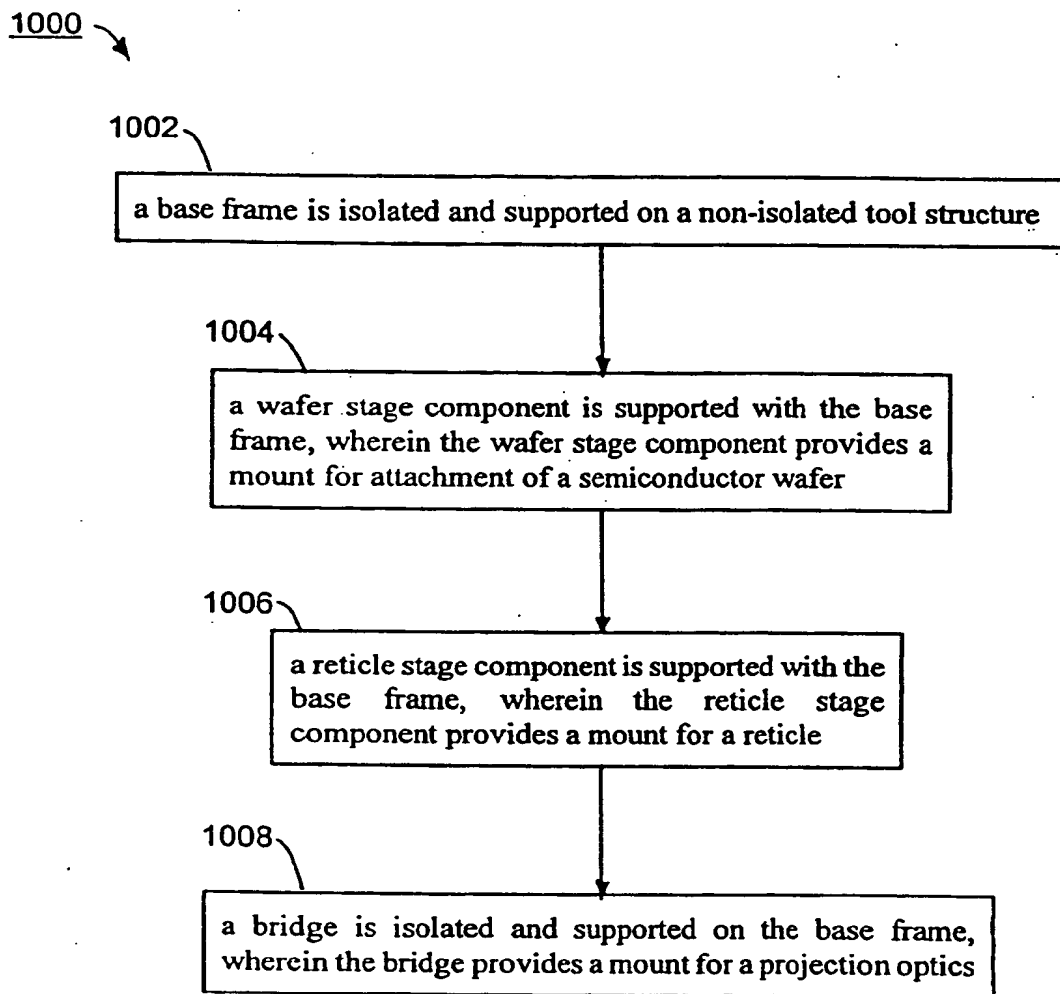 1000
1002
a base frame is isolated and supported on a non-isolated tool structure
1004
a wafer stage component is supported with the base
frame, wherein the wafer stage component provides a
mount for attachment of a semiconductor wafer
1006
a reticle stage component is supported with the
base frame, wherein the reticle stage
component provides a mount for a reticle
1008
a bridge is isolated and supported on the base frame,
wherein the bridge provides a mount for a projection optics